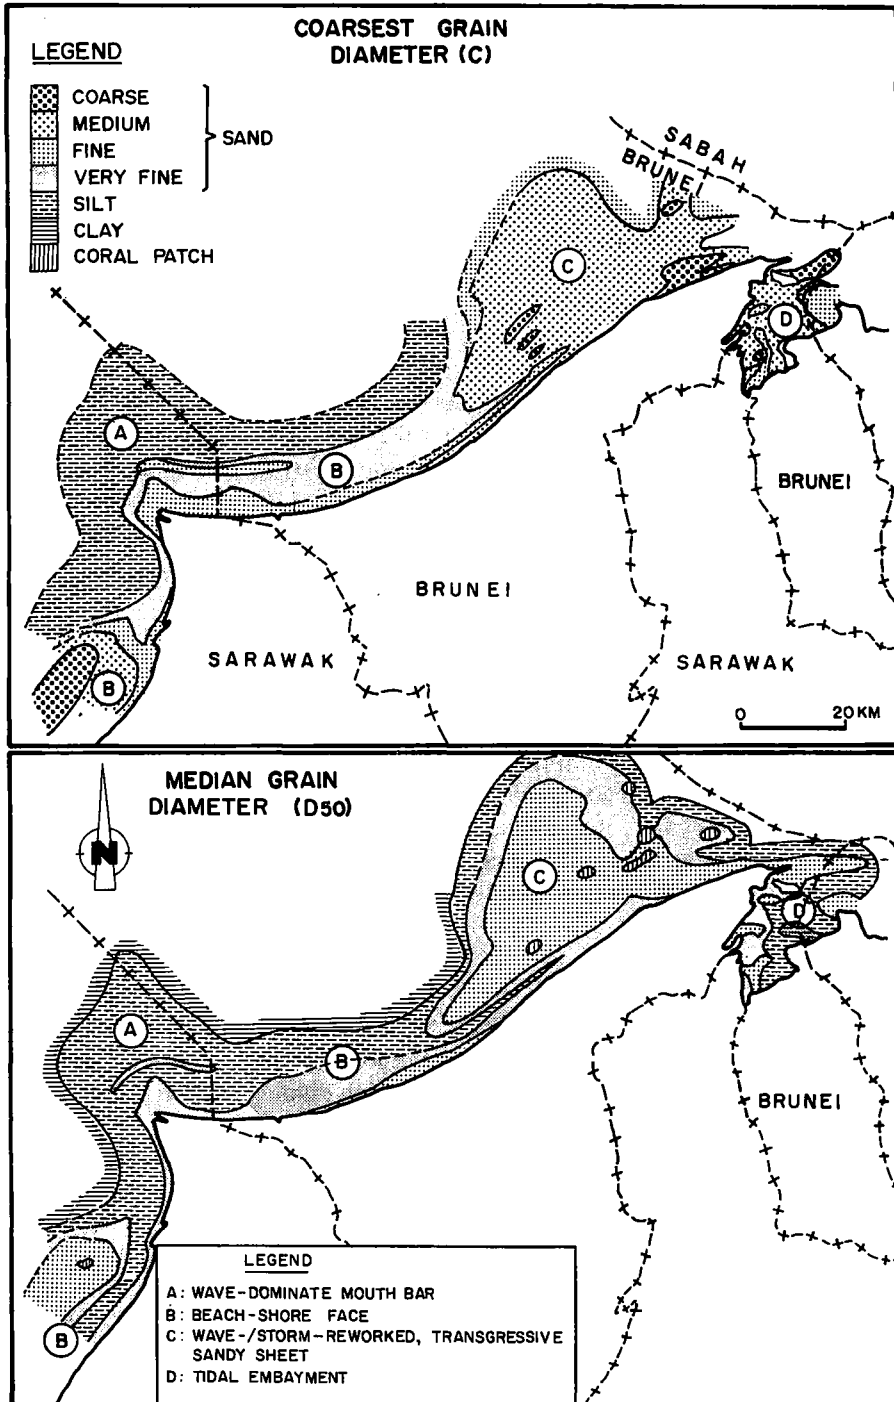 COARSEST GRAIN
DIAMETER (C)
LEGEND
COARSE
MEDIUM
FINE
VERY FINE
SAND
SILT
CLAY
CORAL PATCH
SABAH
BRUNEI
C
D
A
B
BRUNEI
BRUNEI
SARAWAK
SARAWAK
B
0 20 KM
MEDIAN GRAIN
DIAMETER (D50)
N
C
D
A
B
BRUNEI
B
LEGEND
A: WAVE-DOMINATE MOUTH BAR
B: BEACH-SHORE FACE
C: WAVE-/STORM-REWORKED, TRANSGRESSIVE
SANDY SHEET
D: TIDAL EMBAYMENT